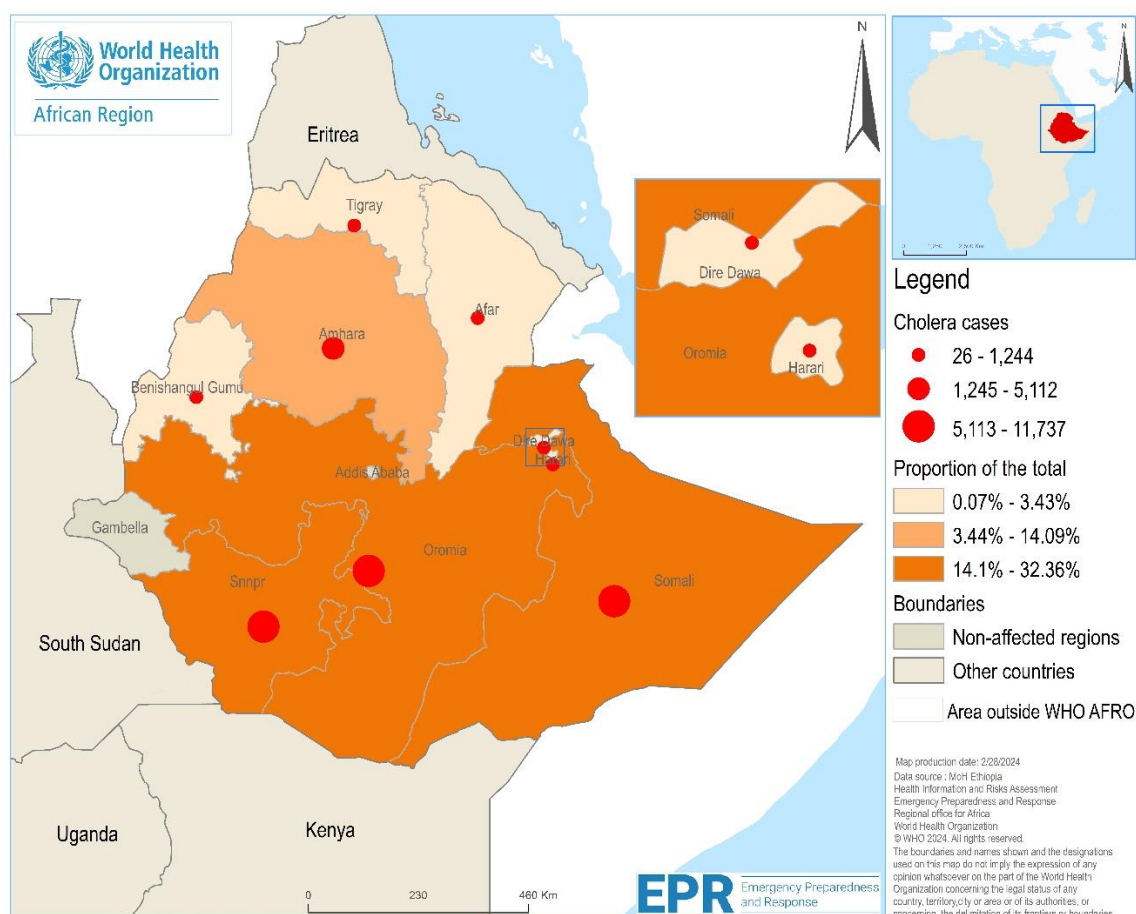 World Health
Organization
African Region
Eritrea
Tigray
Afar
Amhara
Benishangul Gumu
Dire Dawa
Harari
Addis Ababa
Gambella
Oromia
Snnpr
Somali
South Sudan
Uganda
Kenya
0 230 460 Km
EPR Emergency Preparedness
and Response
N
Somali
Dire Dawa
Oromia
Harari
N
0 1,250 2,500 Km
Legend
Cholera cases
26 - 1,244
1,245 - 5,112
5,113 - 11,737
Proportion of the total
0.07% - 3.43%
3.44% - 14.09%
14.1% - 32.36%
Boundaries
Non-affected regions
Other countries
Area outside WHO AFRO
Map production date: 2/28/2024
Data source : MoH Ethiopia
Health Information and Risks Assessment
Emergency Preparedness and Response
Regional office for Africa
World Health Organization
© WHO 2024. All rights reserved.
The boundaries and names shown and the designations
used on this map do not imply the expression of any
opinion whatsoever on the part of the World Health
Organization concerning the legal status of any
country, territory,city or area or of its authorities, or